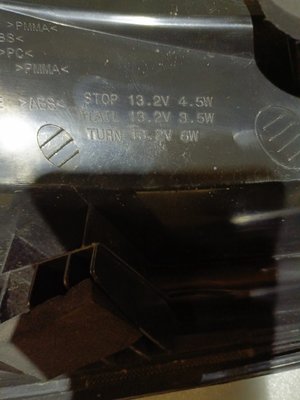 >PMMA<
>PC<
>PMMA<
>ABS< STOP 13.2V 4.5W
TAIL 13.2V 3.5W
TURN 13.2V 6W